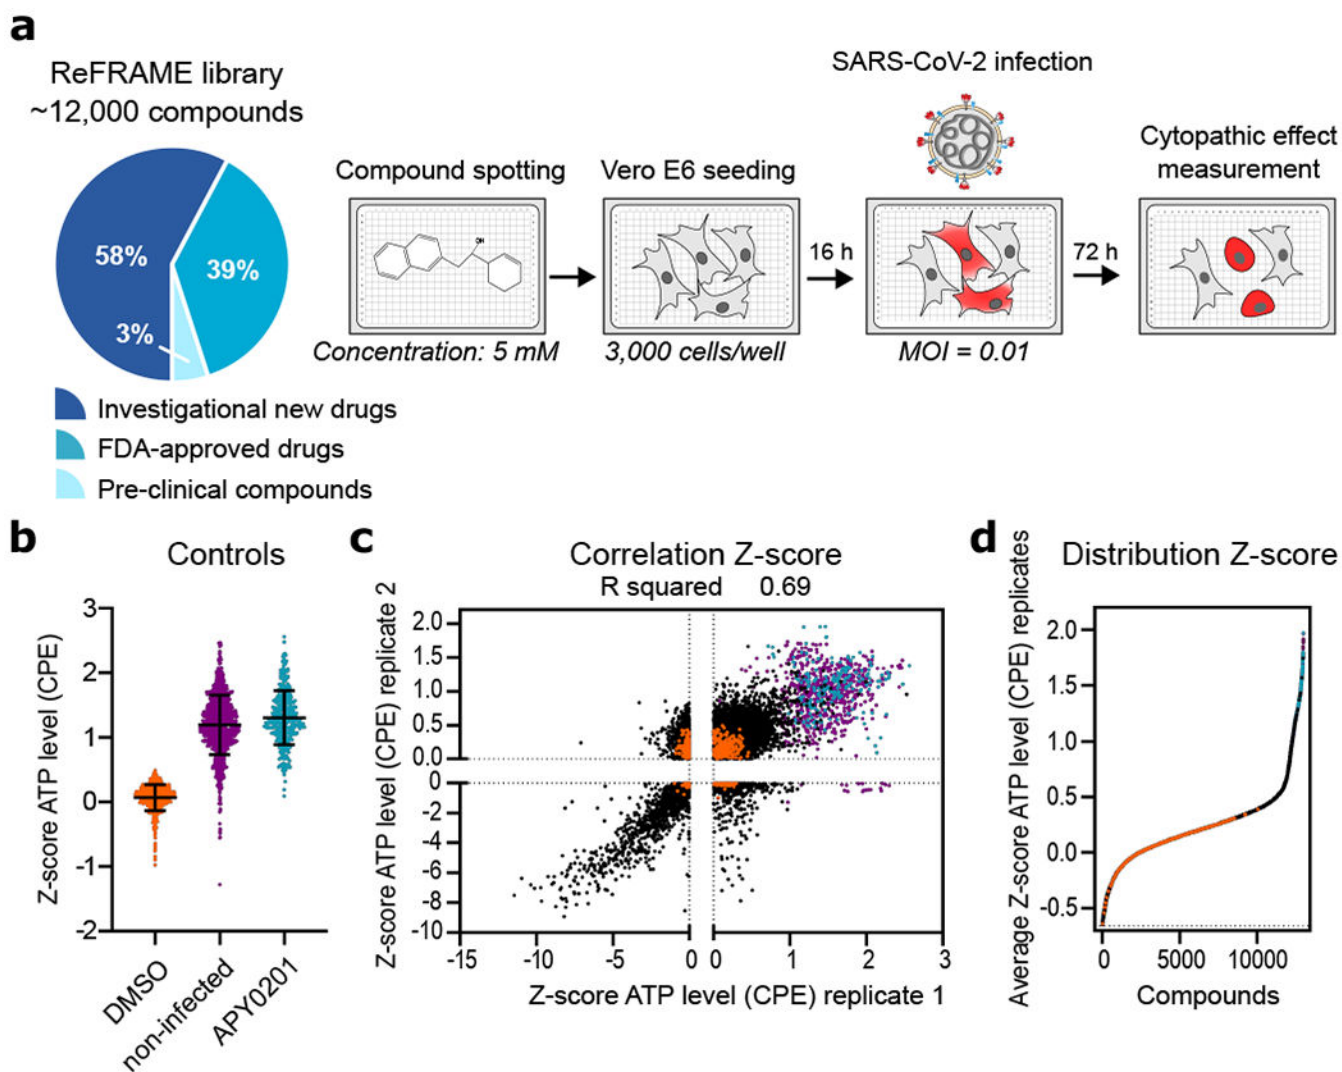 a
ReFRAME library
~12,000 compounds
58%
39%
3%
Investigational new drugs
FDA-approved drugs
Pre-clinical compounds
Compound spotting
OH
Concentration: 5 mM
Vero E6 seeding
3,000 cells/well
16 h
SARS-CoV-2 infection
MOI = 0.01
72 h
Cytopathic effect
measurement
b
Controls
Z-score ATP level (CPE)
3
2
1
0
-1
-2
DMSO
non-infected
APY0201
c
Correlation Z-score
R squared 0.69
Z-score ATP level (CPE) replicate 2
2.0
1.5
1.0
0.5
0.0
0
-2
-4
-6
-8
-10
-15
-10
-5
0
0
1
2
3
Z-score ATP level (CPE) replicate 1
d
Distribution Z-score
Average Z-score ATP level (CPE) replicates
2.0
1.5
1.0
0.5
0.0
-0.5
0
5000
10000
Compounds